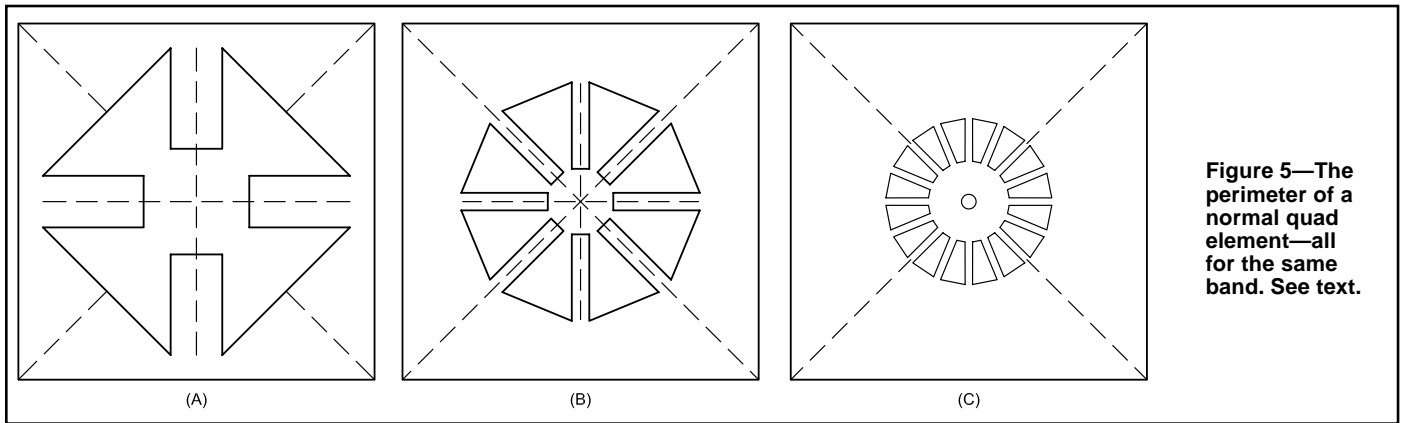 (A)
(B)
(C)
Figure 5—The
perimeter of a
normal quad
element—all
for the same
band. See text.